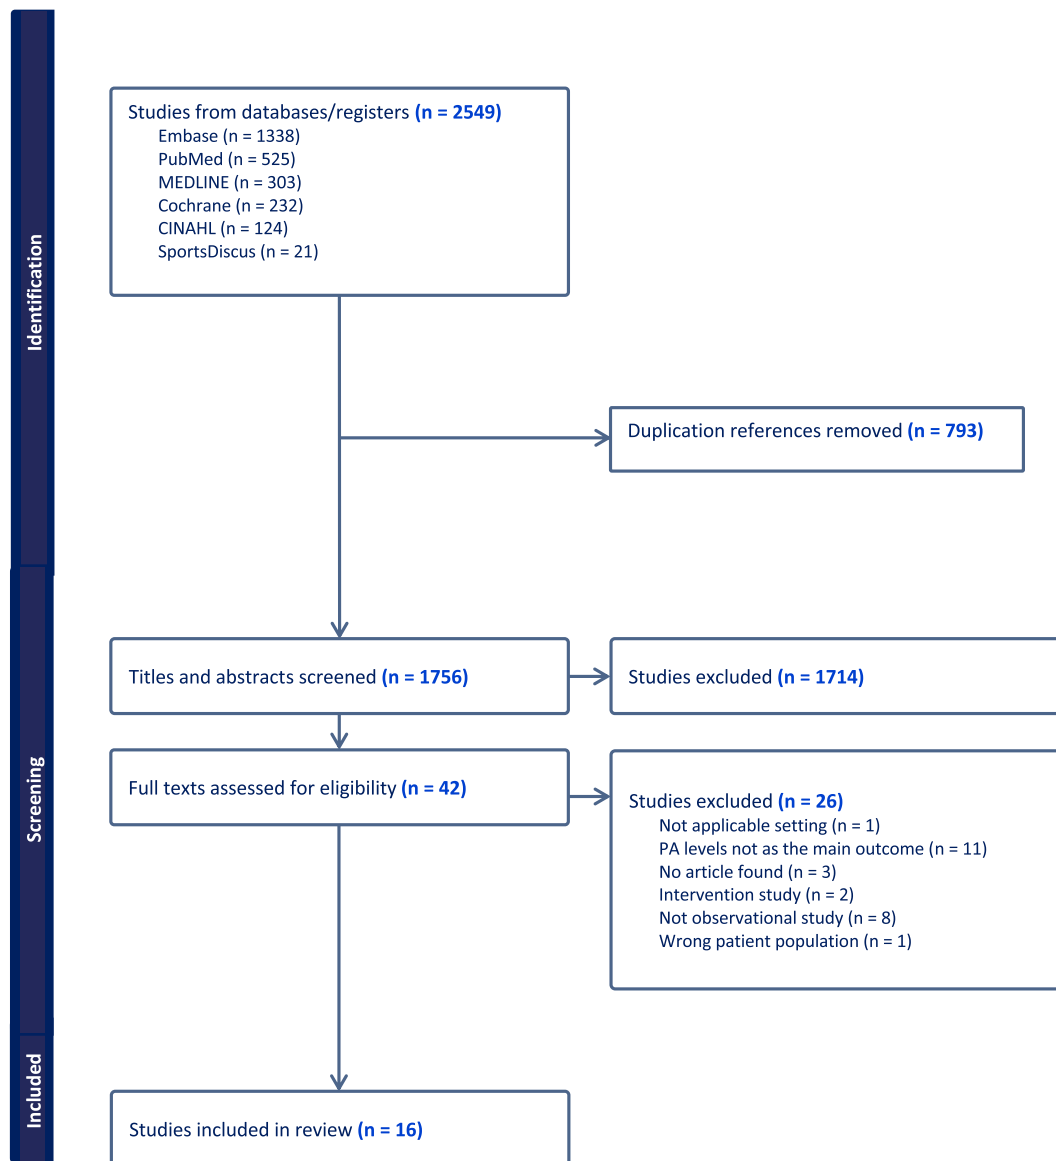 Identification
Studies from databases/registers (n = 2549)
Embase (n = 1338)
PubMed (n = 525)
MEDLINE (n = 303)
Cochrane (n = 232)
CINAHL (n = 124)
SportsDiscus (n = 21)
Duplication references removed (n = 793)
Screening
Titles and abstracts screened (n = 1756)
Studies excluded (n = 1714)
Full texts assessed for eligibility (n = 42)
Studies excluded (n = 26)
Not applicable setting (n = 1)
PA levels not as the main outcome (n = 11)
No article found (n = 3)
Intervention study (n = 2)
Not observational study (n = 8)
Wrong patient population (n = 1)
Included
Studies included in review (n = 16)